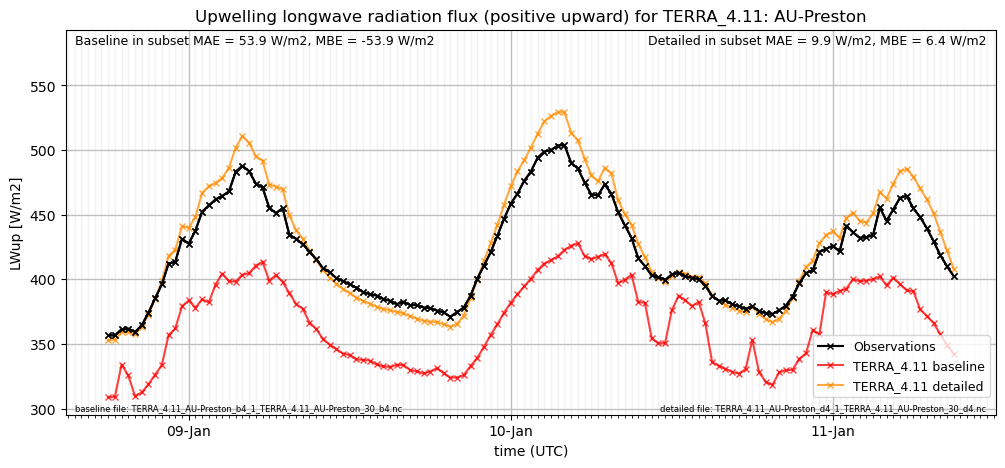 Upwelling longwave radiation flux (positive upward) for TERRA_4.11: AU-Preston
Baseline in subset MAE = 53.9 W/m2, MBE = -53.9 W/m2
Detailed in subset MAE = 9.9 W/m2, MBE = 6.4 W/m2
LWup [W/m2]
550
500
450
400
350
300
Observations
TERRA_4.11 baseline
TERRA_4.11 detailed
baseline file: TERRA_4.11_AU-Preston_b4_1_TERRA_4.11_AU-Preston_30_b4.nc
detailed file: TERRA_4.11_AU-Preston_d4_1_TERRA_4.11_AU-Preston_30_d4.nc
09-Jan
10-Jan
11-Jan
time (UTC)